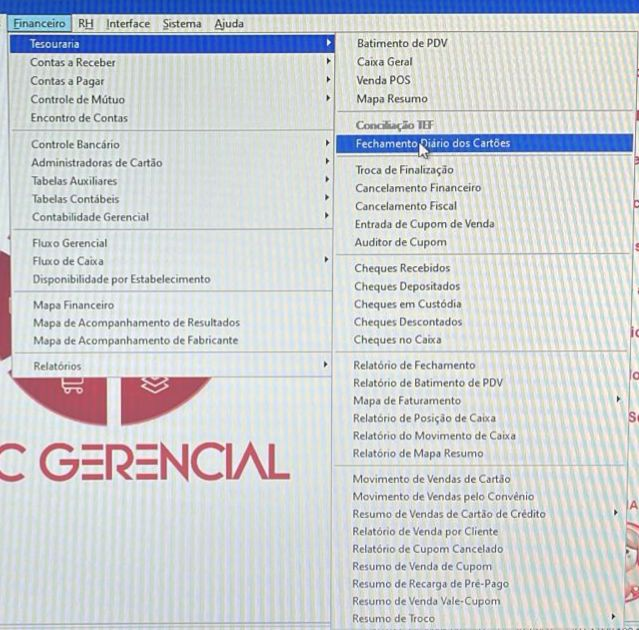 Financeiro RH Interface Sistema Ajuda
Tesouraria
Contas a Receber
Contas a Pagar
Controle de Mútuo
Encontro de Contas
Controle Bancário
Administradoras de Cartão
Tabelas Auxiliares
Tabelas Contábeis
Contabilidade Gerencial
Fluxo Gerencial
Fluxo de Caixa
Disponibilidade por Estabelecimento
Mapa Financeiro
Mapa de Acompanhamento de Resultados
Mapa de Acompanhamento de Fabricante
Relatórios
Batimento de PDV
Caixa Geral
Venda POS
Mapa Resumo
Conciliação TEF
Fechamento Diário dos Cartões
Troca de Finalização
Cancelamento Financeiro
Cancelamento Fiscal
Entrada de Cupom de Venda
Auditor de Cupom
Cheques Recebidos
Cheques Depositados
Cheques em Custódia
Cheques Descontados
Cheques no Caixa
Relatório de Fechamento
Relatório de Batimento de PDV
Mapa de Faturamento
Relatório de Posição de Caixa
Relatório do Movimento de Caixa
Relatório de Mapa Resumo
Movimento de Vendas de Cartão
Movimento de Vendas pelo Convênio
Resumo de Vendas de Cartão de Crédito
Relatório de Venda por Cliente
Relatório de Cupom Cancelado
Resumo de Venda de Cupom
Resumo de Recarga de Pré-Pago
Resumo de Venda Vale-Cupom
Resumo de Troco
C GERENCIAL